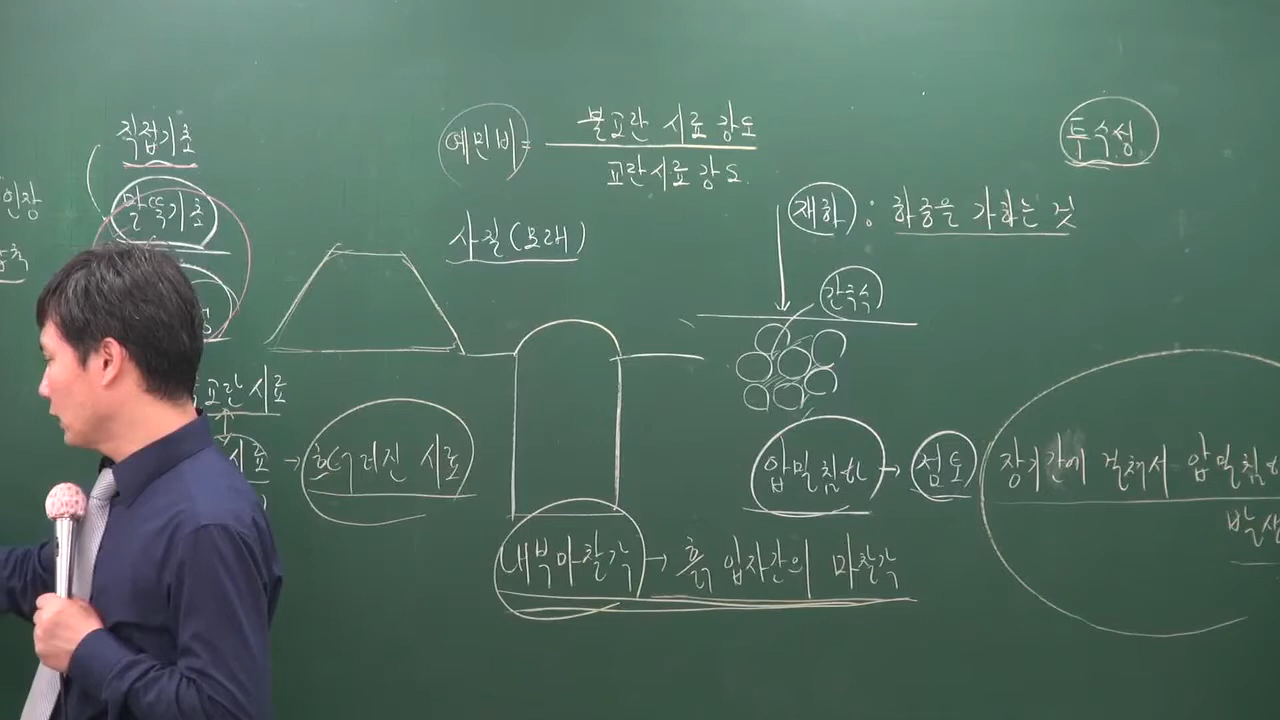 직접기초
말뚝기초
인장
압축
교란시료
시료 → 흐트러진 시료
예민비 = 불교란 시료 강도
교란시료 강도
사질(모래)
재하 : 하중을 가하는 것
간극수
투수성
압밀침하 → 점토
장기간에 걸쳐서 압밀침하
발생
내부마찰각 → 흙 입자간의 마찰각